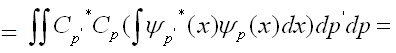 = ∬ C_{p'}^* C_p (∫ψ_{p'}^*(x)ψ_p(x)dx)dp'dp =